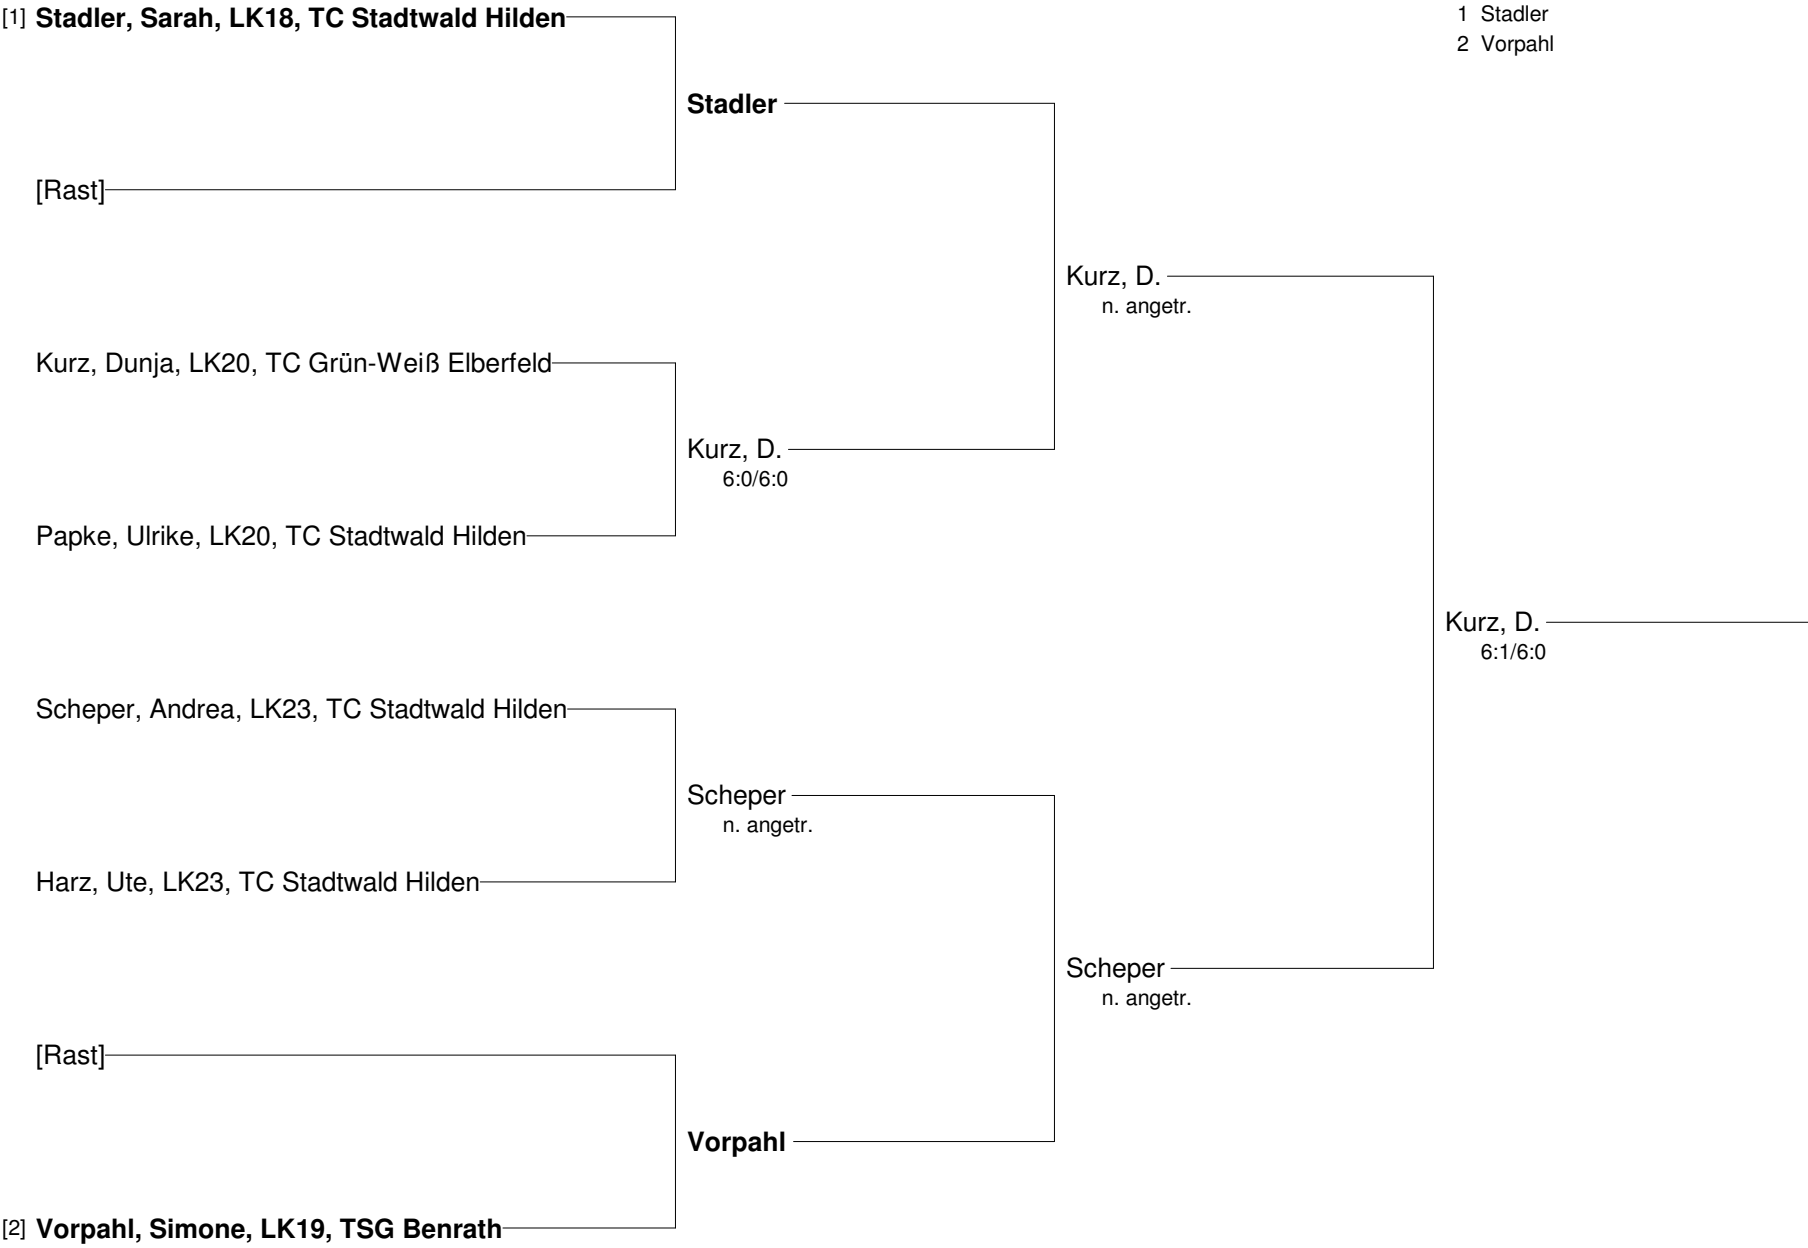 [1] Stadler, Sarah, LK18, TC Stadtwald Hilden
1 Stadler
2 Vorpahl
Stadler
[Rast]
Kurz, D.
n. angetr.
Kurz, Dunja, LK20, TC Grün-Weiß Elberfeld
Kurz, D.
6:0/6:0
Papke, Ulrike, LK20, TC Stadtwald Hilden
Kurz, D.
6:1/6:0
Scheper, Andrea, LK23, TC Stadtwald Hilden
Scheper
n. angetr.
Harz, Ute, LK23, TC Stadtwald Hilden
Scheper
n. angetr.
[Rast]
Vorpahl
[2] Vorpahl, Simone, LK19, TSG Benrath